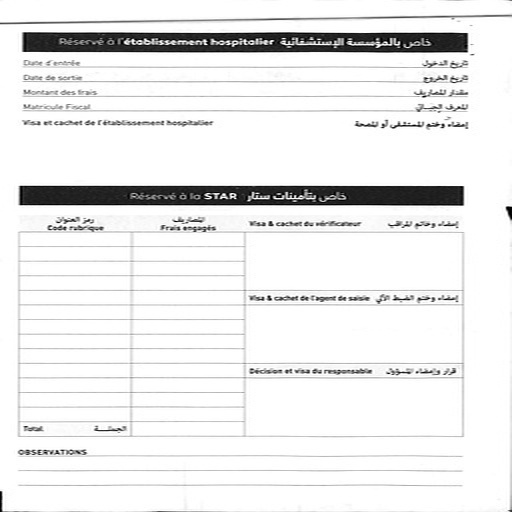 Réservé à l'établissement hospitalier خاص بالمؤسسة الإستشفائية
Date d'entrée تاريخ الدخول
Date de sortie تاريخ الخروج
Montant des frais مقدار المصاريف
Matricule Fiscal المعرف الجبـائي
Visa et cachet de l'établissement hospitalier إمضاء وختم المستشفى أو المصحة
Réservé à la STAR خاص بتأمينات ستار
رمز العنوان المصاريف
Code rubrique Frais engagés Visa & cachet du vérificateur إمضاء وخاتم المراقب
Visa & cachet de l'agent de saisie إمضاء وختم الضبط الآلي
Décision et visa du responsable قرار وإمضاء المسؤول
Total الجملـــة
OBSERVATIONS